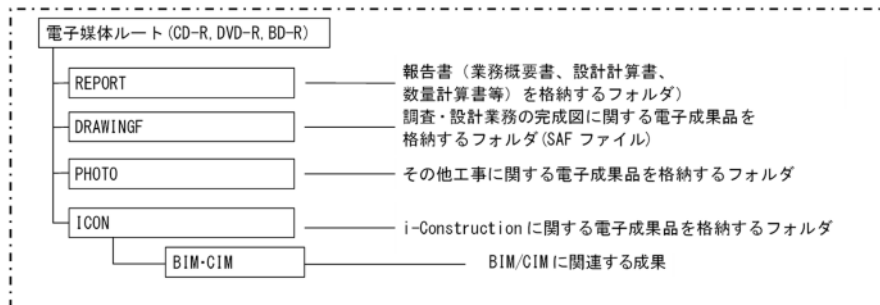 電子媒体ルート(CD-R, DVD-R, BD-R)
REPORT
報告書（業務概要書、設計計算書、
数量計算書等）を格納するフォルダ)
DRAWINGF
調査・設計業務の完成図に関する電子成果品を
格納するフォルダ(SAF ファイル)
PHOTO
その他工事に関する電子成果品を格納するフォルダ
ICON
i-Constructionに関する電子成果品を格納するフォルダ
BIM・CIM
BIM/CIMに関連する成果